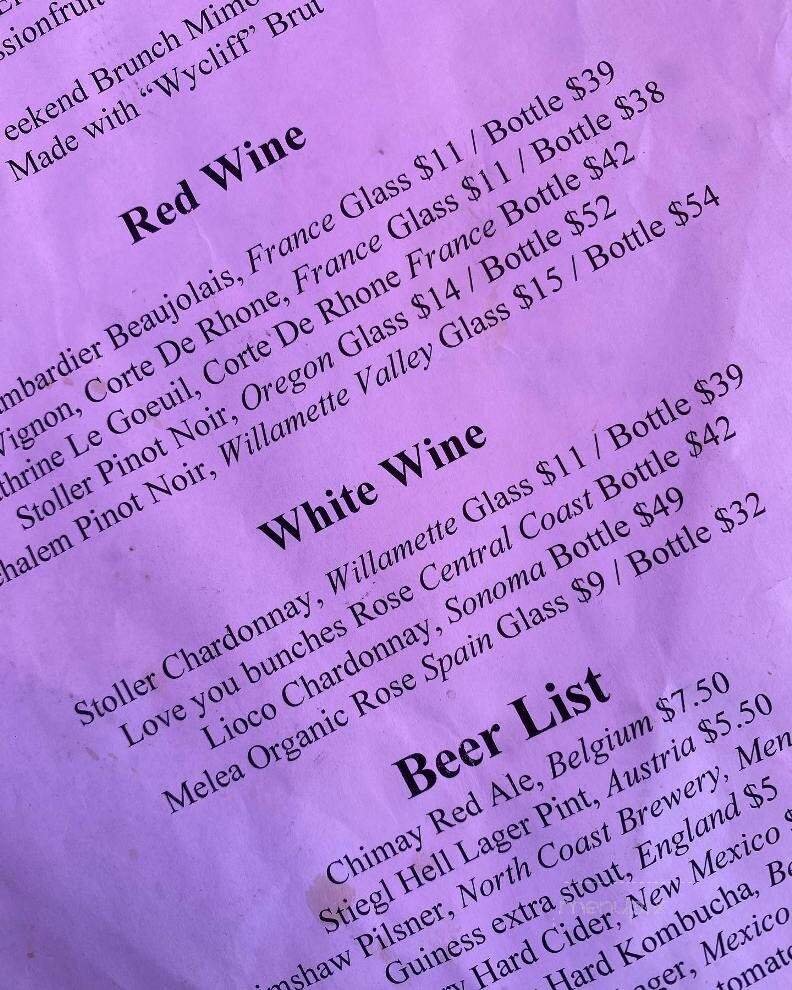 eekend Brunch
Made with “Wycliff” Brut
Red Wine
Beaujolais, France Glass $11 / Bottle $39
Vignon, Corte De Rhone, France Glass $11 / Bottle $38
Le Goeuil, Corte De Rhone France Bottle $42
Stoller Pinot Noir, Oregon Glass $14 / Bottle $52
Pinot Noir, Willamette Valley Glass $15 / Bottle $54
White Wine
Stoller Chardonnay, Willamette Glass $11 / Bottle $39
Love you bunches Rose Central Coast Bottle $42
Lioco Chardonnay, Sonoma Bottle $49
Melea Organic Rose Spain Glass $9 / Bottle $32
Beer List
Chimay Red Ale, Belgium $7.50
Stiegl Hell Lager Pint, Austria $5.50
Pilsner, North Coast Brewery, Men
Guiness extra stout, England $5
Hard Cider, New Mexico $
Hard Kombucha, Be
Mexico